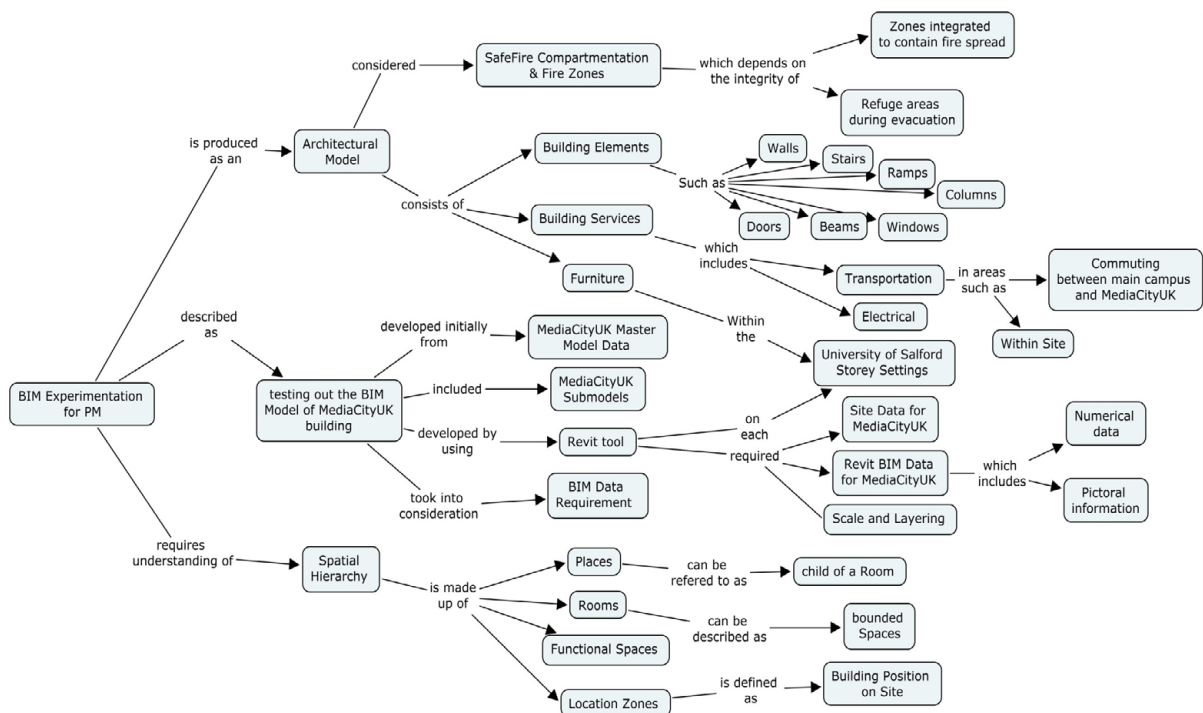 Zones integrated
to contain fire spread
SafeFire Compartmentation
& Fire Zones
considered
which depends on
the integrity of
Refuge areas
during evacuation
is produced
as an
Architectural
Model
Building Elements
Walls
Stairs
Ramps
Such as
Columns
consists of
Building Services
Doors
Beams
Windows
which
includes
Furniture
Transportation
in areas
such as
Commuting
between main campus
and MediaCityUK
described
as
developed initially
from
MediaCityUK Master
Model Data
Within
the
Electrical
Within Site
University of Salford
Storey Settings
BIM Experimentation
for PM
testing out the BIM
Model of MediaCityUK
building
included
MediaCityUK
Submodels
on
each
Site Data for
MediaCityUK
Numerical
data
developed by
using
Revit tool
required
Revit BIM Data
for MediaCityUK
which
includes
took into
consideration
BIM Data
Requirement
Scale and Layering
Pictoral
information
requires
understanding of
Spatial
Hierarchy
is made
up of
Places
can be
refered to as
child of a Room
Rooms
can be
described as
bounded
Spaces
Functional Spaces
Location Zones
is defined
as
Building Position
on Site